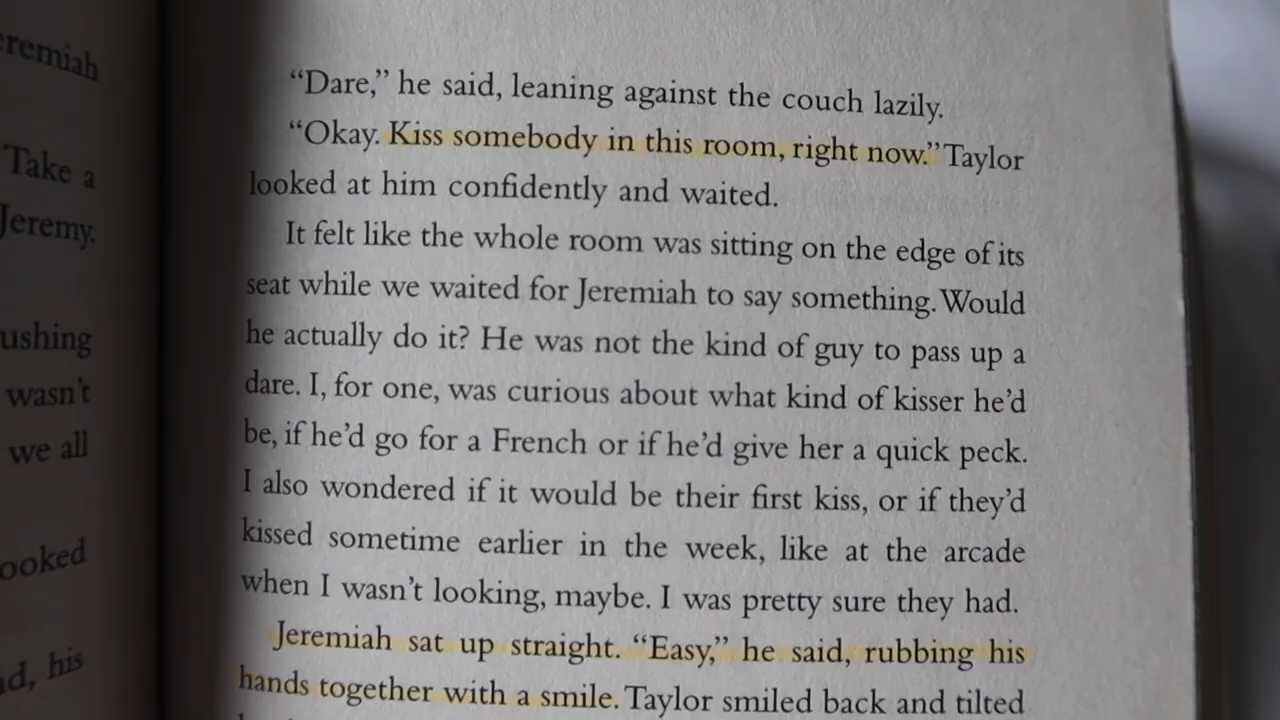 eremiah
Take a
Jeremy.
ushing
wasn't
we all
ooked
d, his
“Dare,” he said, leaning against the couch lazily.
“Okay. Kiss somebody in this room, right now.” Taylor
looked at him confidently and waited.
It felt like the whole room was sitting on the edge of its
seat while we waited for Jeremiah to say something. Would
he actually do it? He was not the kind of guy to pass up a
dare. I, for one, was curious about what kind of kisser he’d
be, if he’d go for a French or if he’d give her a quick peck.
I also wondered if it would be their first kiss, or if they’d
kissed sometime earlier in the week, like at the arcade
when I wasn’t looking, maybe. I was pretty sure they had.
Jeremiah sat up straight. “Easy,” he said, rubbing his
hands together with a smile. Taylor smiled back and tilted